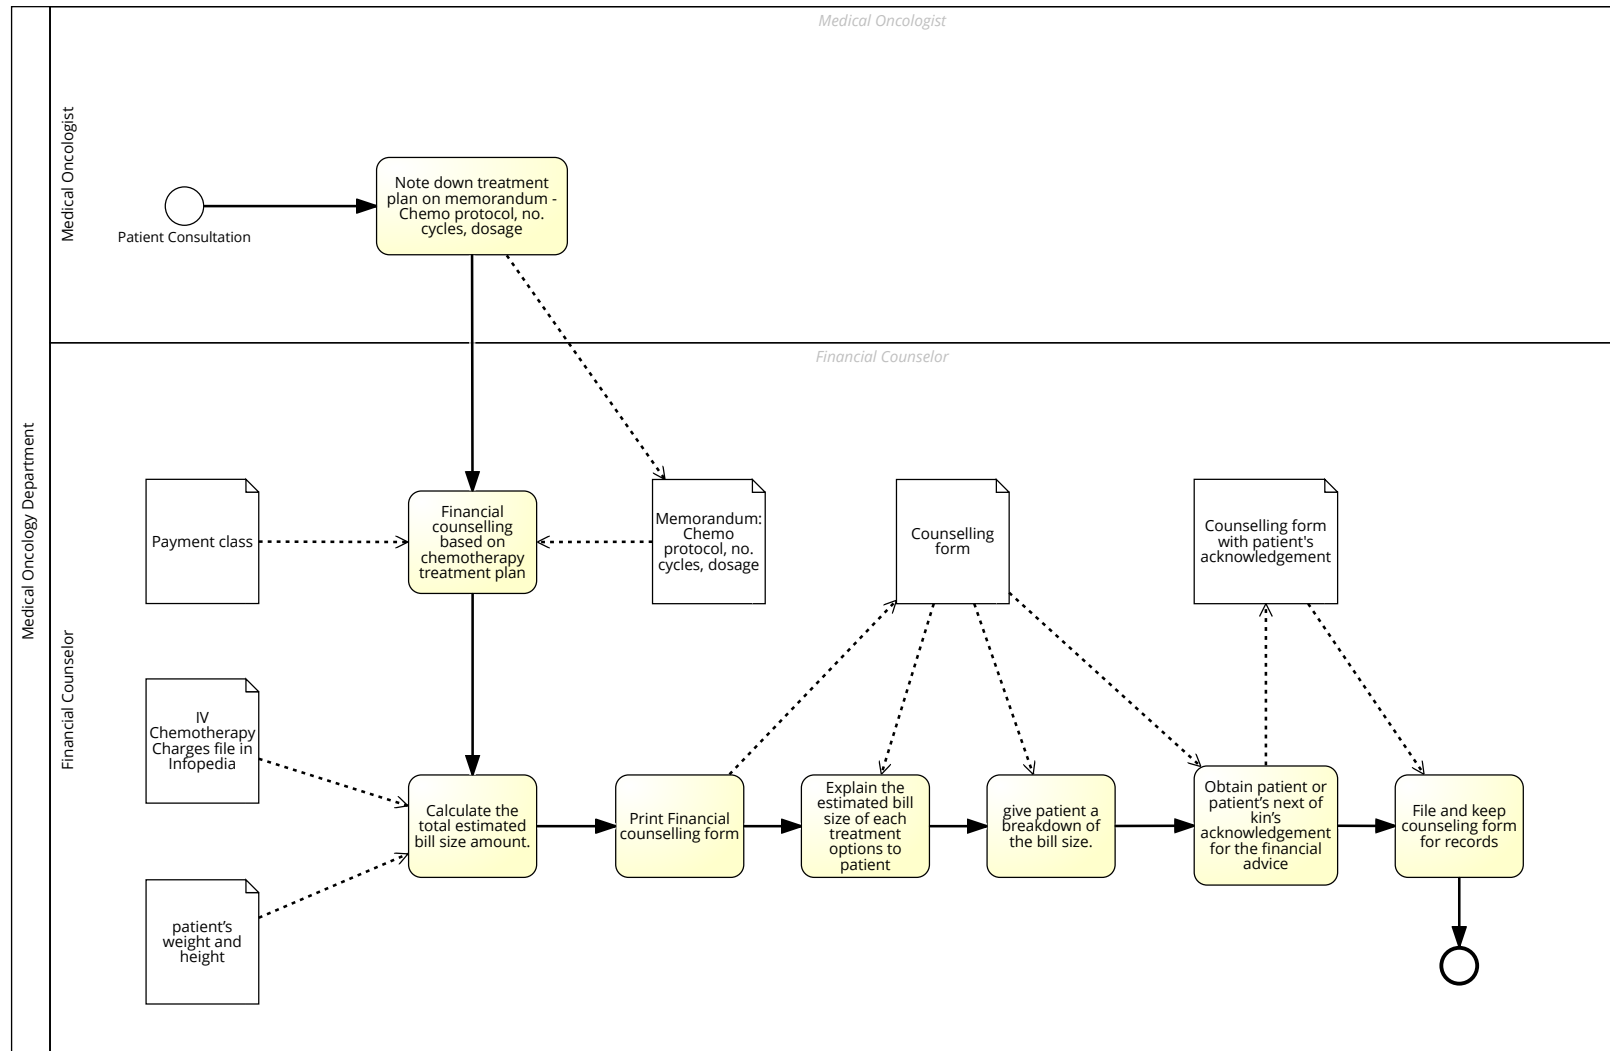 Medical Oncologist
Medical Oncologist
Note down treatment
plan on memorandum -
Chemo protocol, no.
cycles, dosage
Patient Consultation
Financial Counselor
Medical Oncology Department
Financial Counselor
Payment class
Financial
counselling
based on
chemotherapy
treatment plan
Memorandum:
Chemo
protocol, no.
cycles, dosage
Counselling
form
Counselling form
with patient's
acknowledgement
IV
Chemotherapy
Charges file in
Infopedia
Calculate the
total estimated
bill size amount.
Print Financial
counselling form
Explain the
estimated bill
size of each
treatment
options to
patient
give patient a
breakdown of
the bill size.
Obtain patient or
patient’s next of
kin’s
acknowledgement
for the financial
advice
File and keep
counseling form
for records
patient’s
weight and
height